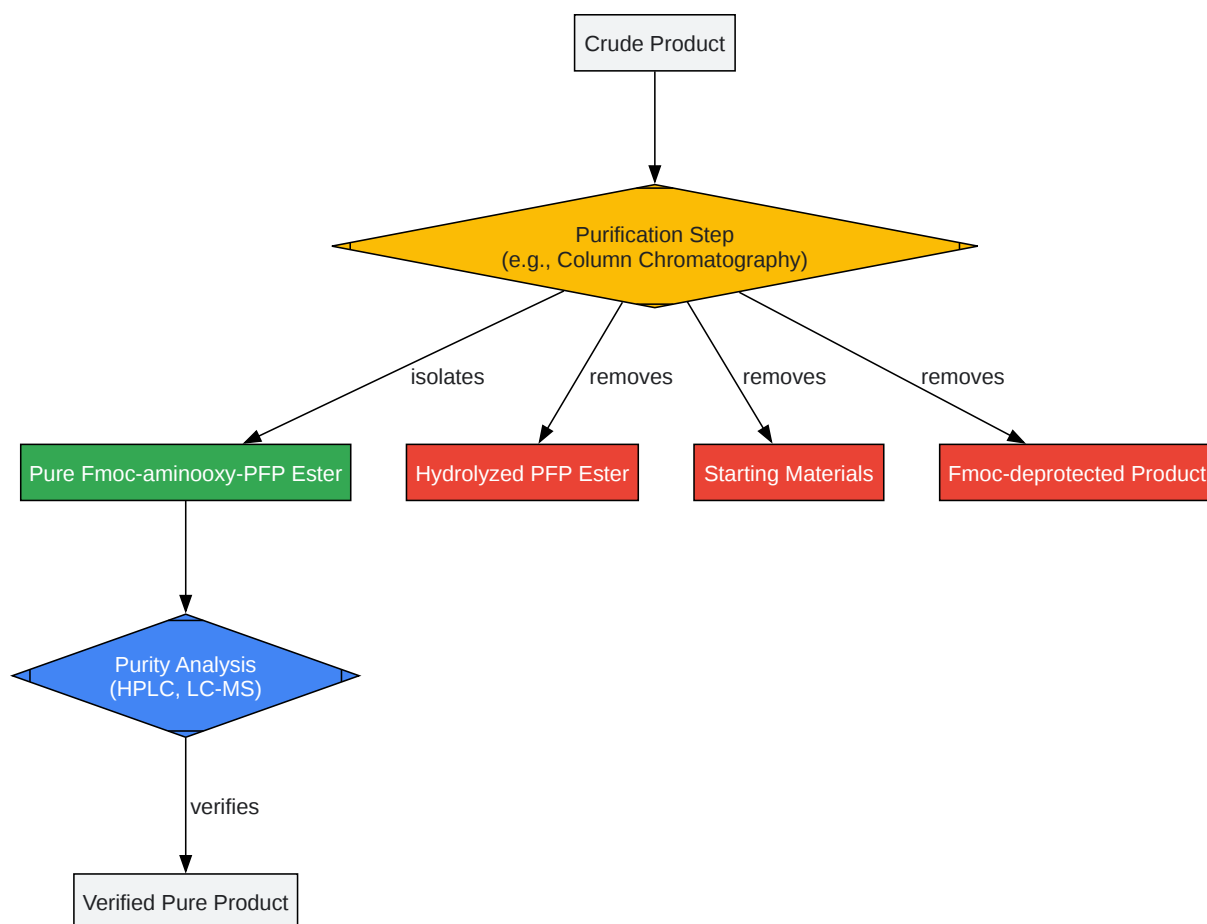 Crude Product
Purification Step
(e.g., Column Chromatography)
isolates
removes
removes
removes
Pure Fmoc-aminooxy-PFP Ester
Hydrolyzed PFP Ester
Starting Materials
Fmoc-deprotected Product
Purity Analysis
(HPLC, LC-MS)
verifies
Verified Pure Product